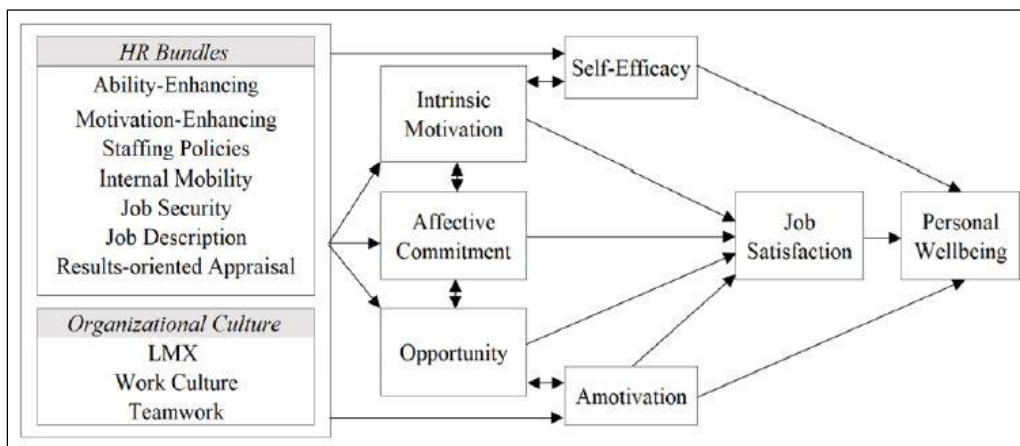 HR Bundles
Ability-Enhancing
Motivation-Enhancing
Staffing Policies
Internal Mobility
Job Security
Job Description
Results-oriented Appraisal
Organizational Culture
LMX
Work Culture
Teamwork
Intrinsic
Motivation
Affective
Commitment
Opportunity
Self-Efficacy
Amotivation
Job
Satisfaction
Personal
Wellbeing